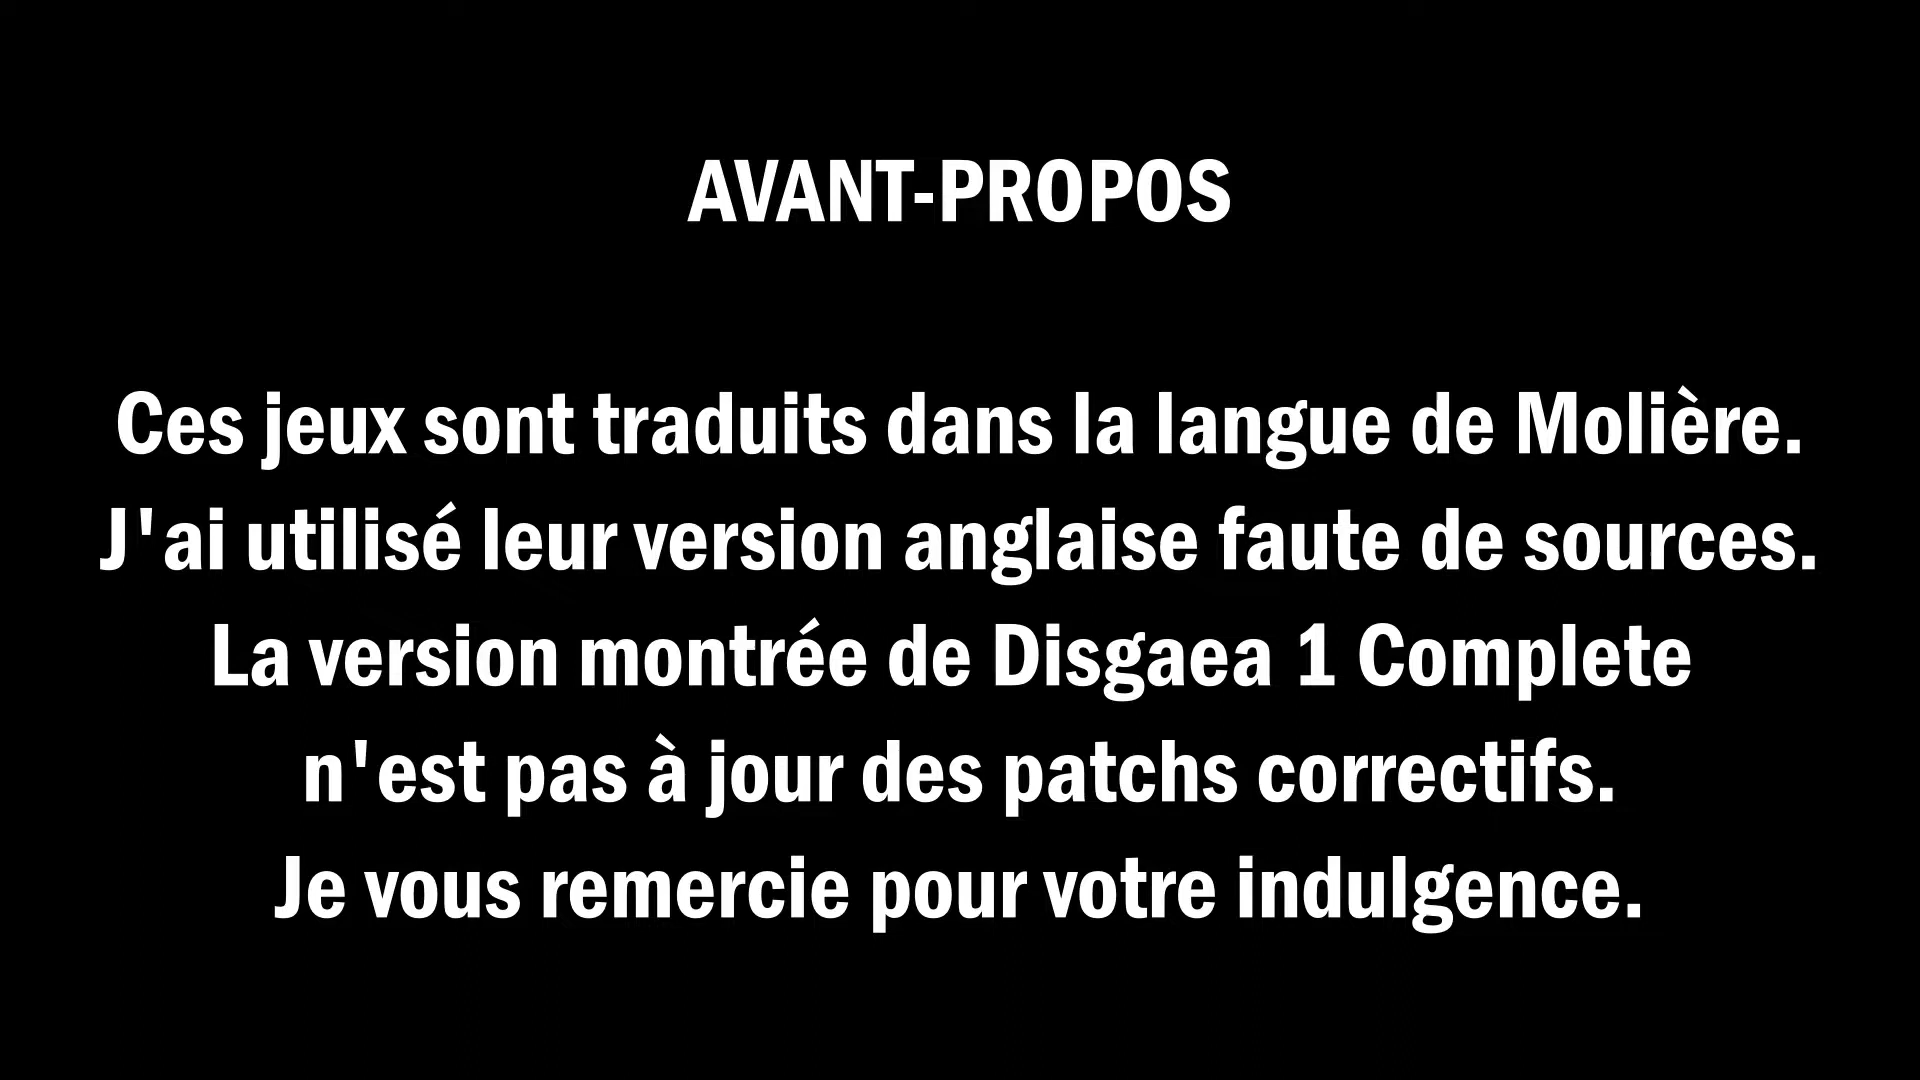 AVANT-PROPOS
Ces jeux sont traduits dans la langue de Molière.
J'ai utilisé leur version anglaise faute de sources.
La version montrée de Disgaea 1 Complete
n'est pas à jour des patchs correctifs.
Je vous remercie pour votre indulgence.